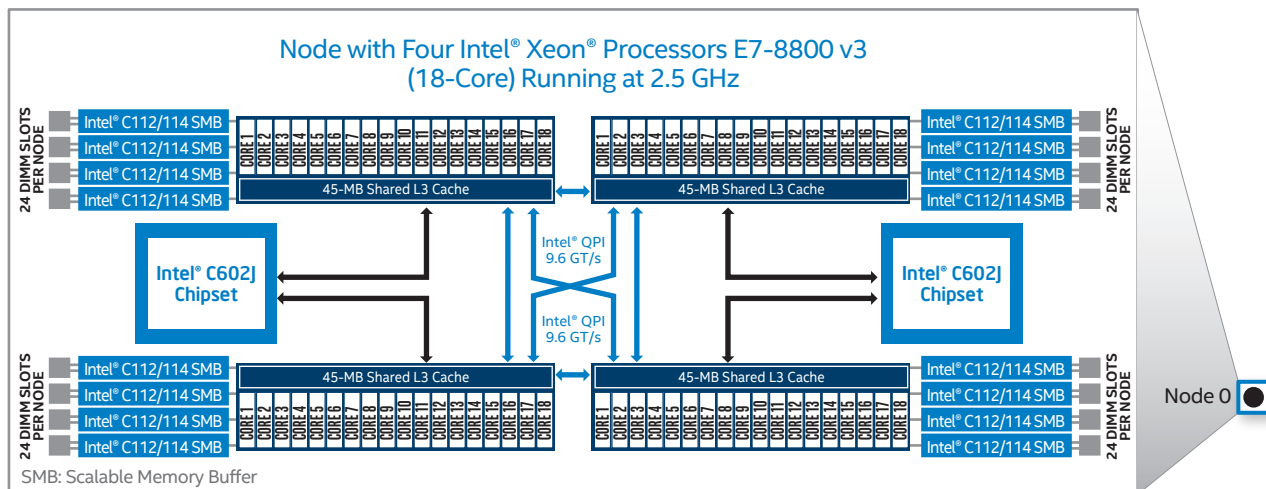 Node with Four Intel® Xeon® Processors E7-8800 v3
(18-Core) Running at 2.5 GHz
24 DIMM SLOTS
PER NODE
Intel® C112/114 SMB
Intel® C112/114 SMB
Intel® C112/114 SMB
Intel® C112/114 SMB
CORE 1
CORE 2
CORE 3
CORE 4
CORE 5
CORE 6
CORE 7
CORE 8
CORE 9
CORE 10
CORE 11
CORE 12
CORE 13
CORE 14
CORE 15
CORE 16
CORE 17
CORE 18
45-MB Shared L3 Cache
CORE 1
CORE 2
CORE 3
CORE 4
CORE 5
CORE 6
CORE 7
CORE 8
CORE 9
CORE 10
CORE 11
CORE 12
CORE 13
CORE 14
CORE 15
CORE 16
CORE 17
CORE 18
45-MB Shared L3 Cache
Intel® C112/114 SMB
Intel® C112/114 SMB
Intel® C112/114 SMB
Intel® C112/114 SMB
24 DIMM SLOTS
PER NODE
Intel® C602J
Chipset
Intel® QPI
9.6 GT/s
Intel® QPI
9.6 GT/s
Intel® C602J
Chipset
24 DIMM SLOTS
PER NODE
Intel® C112/114 SMB
Intel® C112/114 SMB
Intel® C112/114 SMB
Intel® C112/114 SMB
45-MB Shared L3 Cache
CORE 1
CORE 2
CORE 3
CORE 4
CORE 5
CORE 6
CORE 7
CORE 8
CORE 9
CORE 10
CORE 11
CORE 12
CORE 13
CORE 14
CORE 15
CORE 16
CORE 17
CORE 18
45-MB Shared L3 Cache
CORE 1
CORE 2
CORE 3
CORE 4
CORE 5
CORE 6
CORE 7
CORE 8
CORE 9
CORE 10
CORE 11
CORE 12
CORE 13
CORE 14
CORE 15
CORE 16
CORE 17
CORE 18
Intel® C112/114 SMB
Intel® C112/114 SMB
Intel® C112/114 SMB
Intel® C112/114 SMB
24 DIMM SLOTS
PER NODE
Node 0
SMB: Scalable Memory Buffer